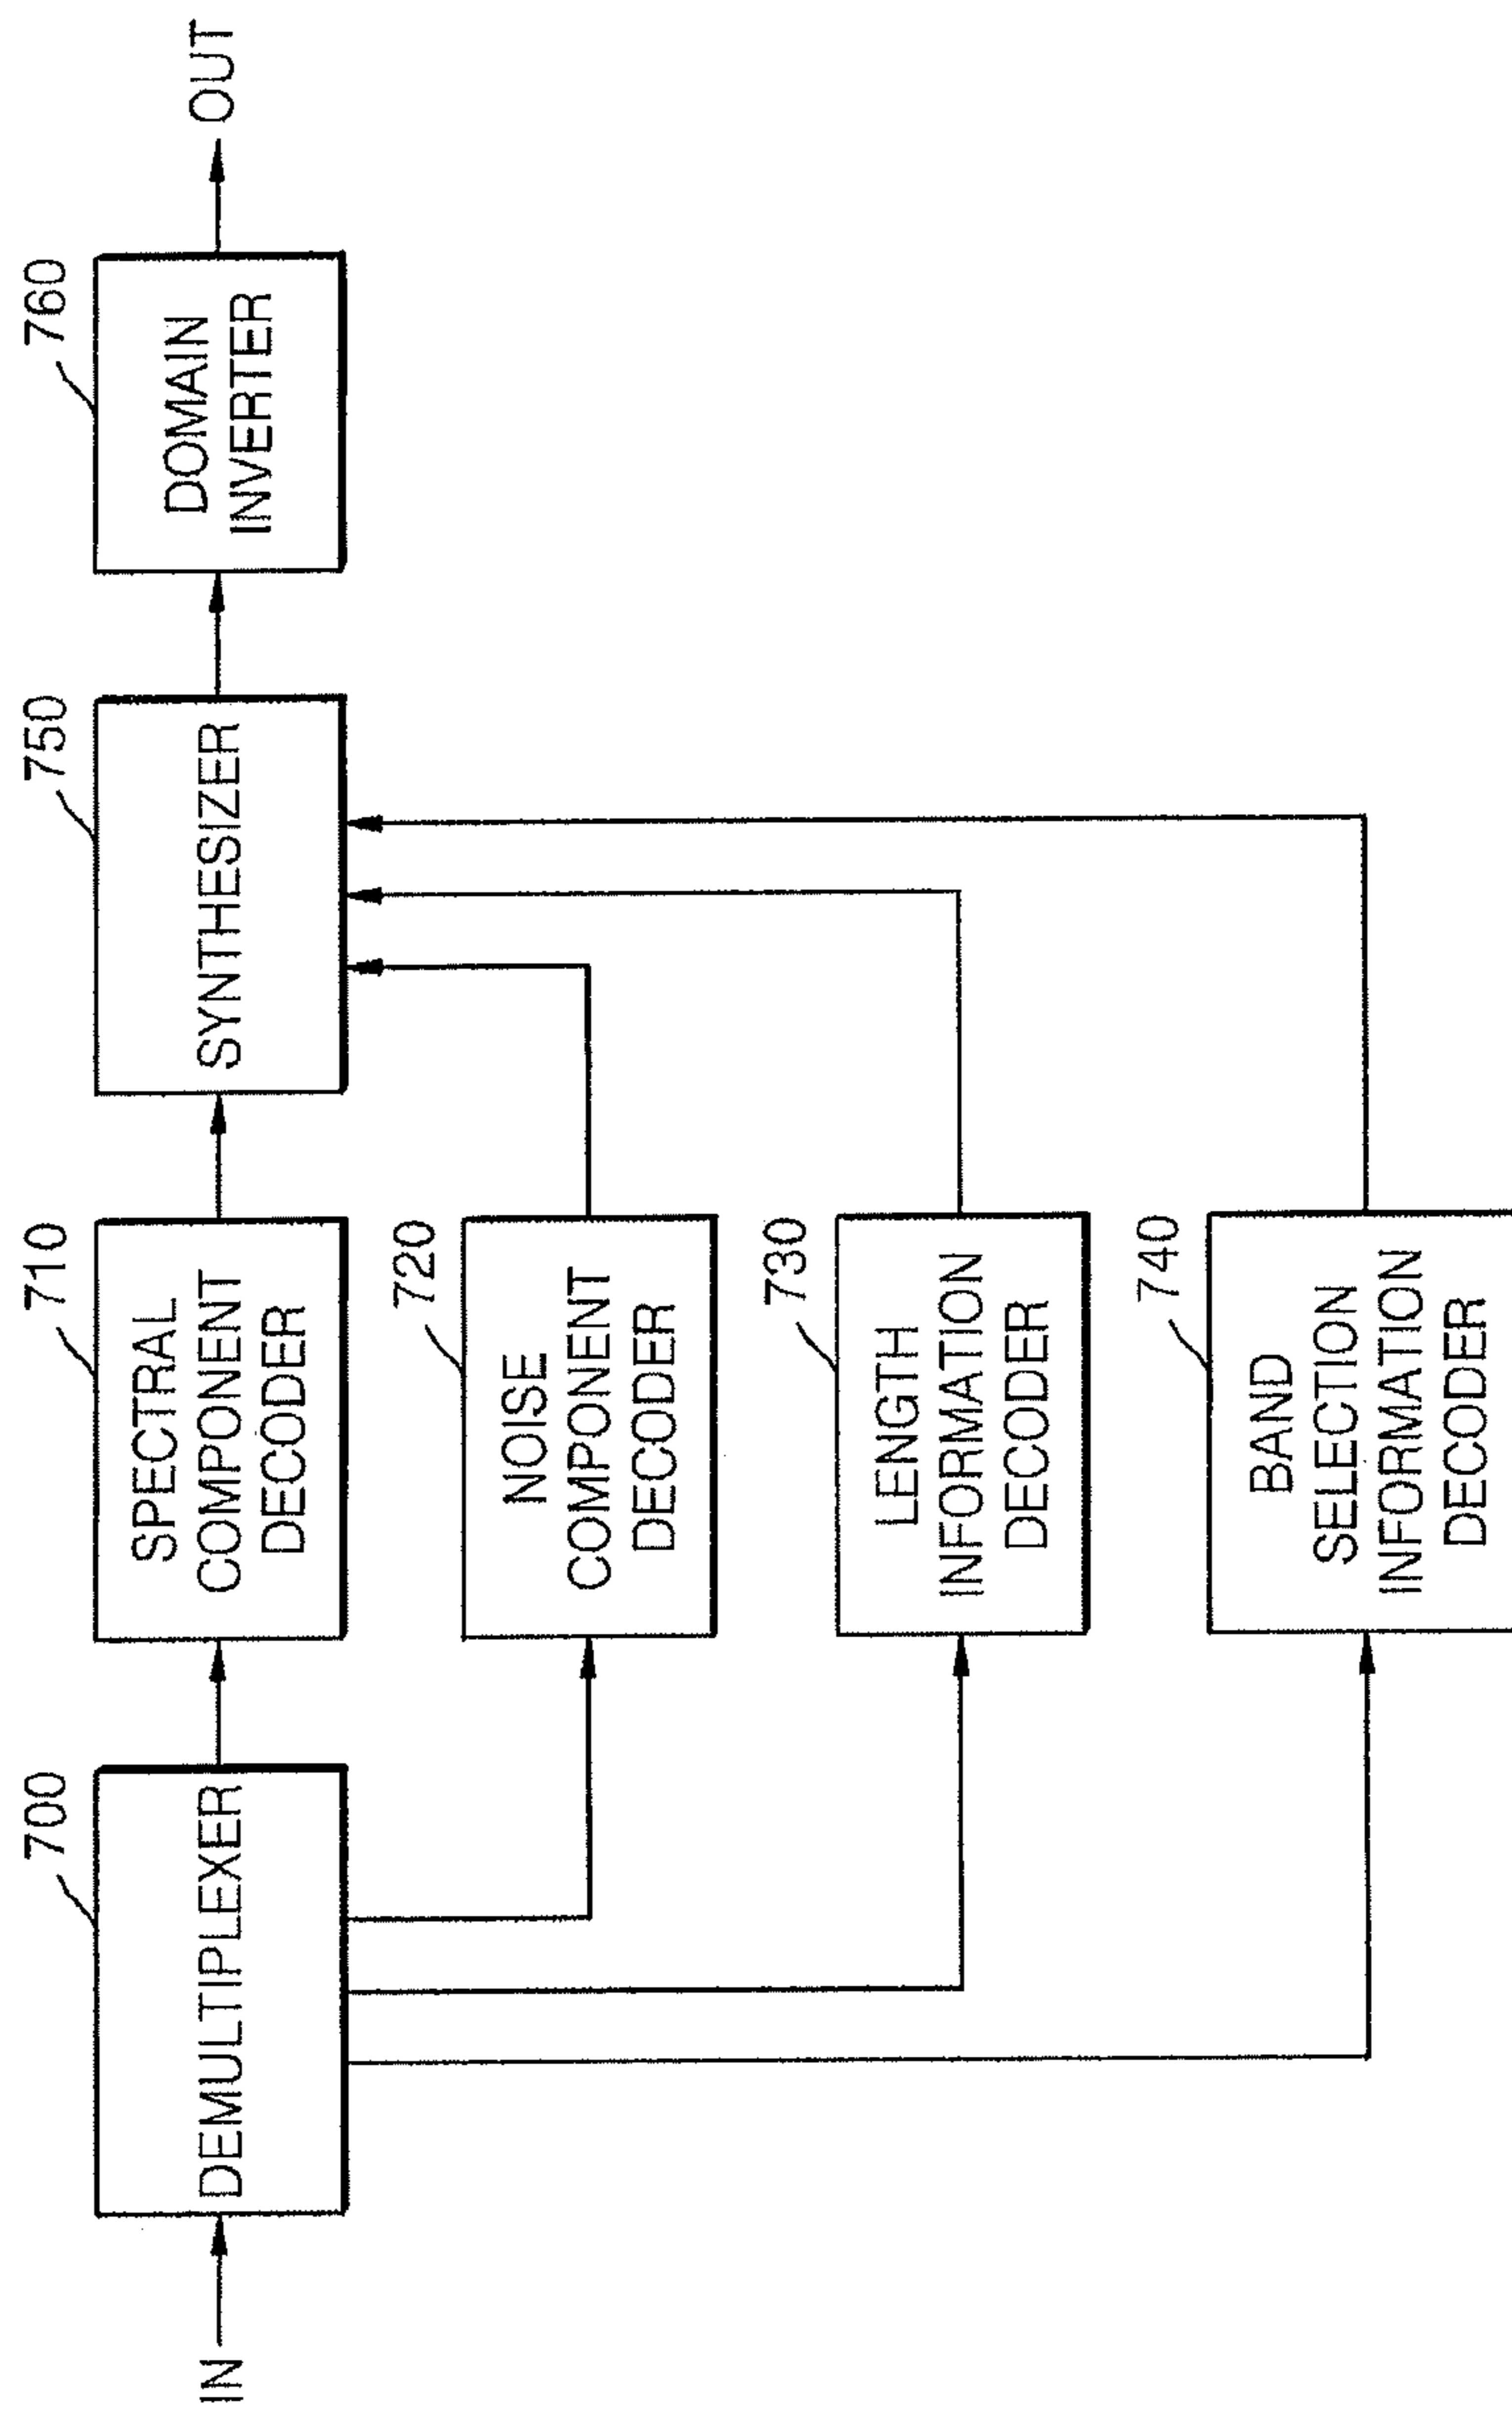 IN
700
DEMULTIPLEXER
710
SPECTRAL
COMPONENT
DECODER
720
NOISE
COMPONENT
DECODER
730
LENGTH
INFORMATION
DECODER
740
BAND
SELECTION
INFORMATION
DECODER
750
SYNTHESIZER
760
DOMAIN
INVERTER
OUT